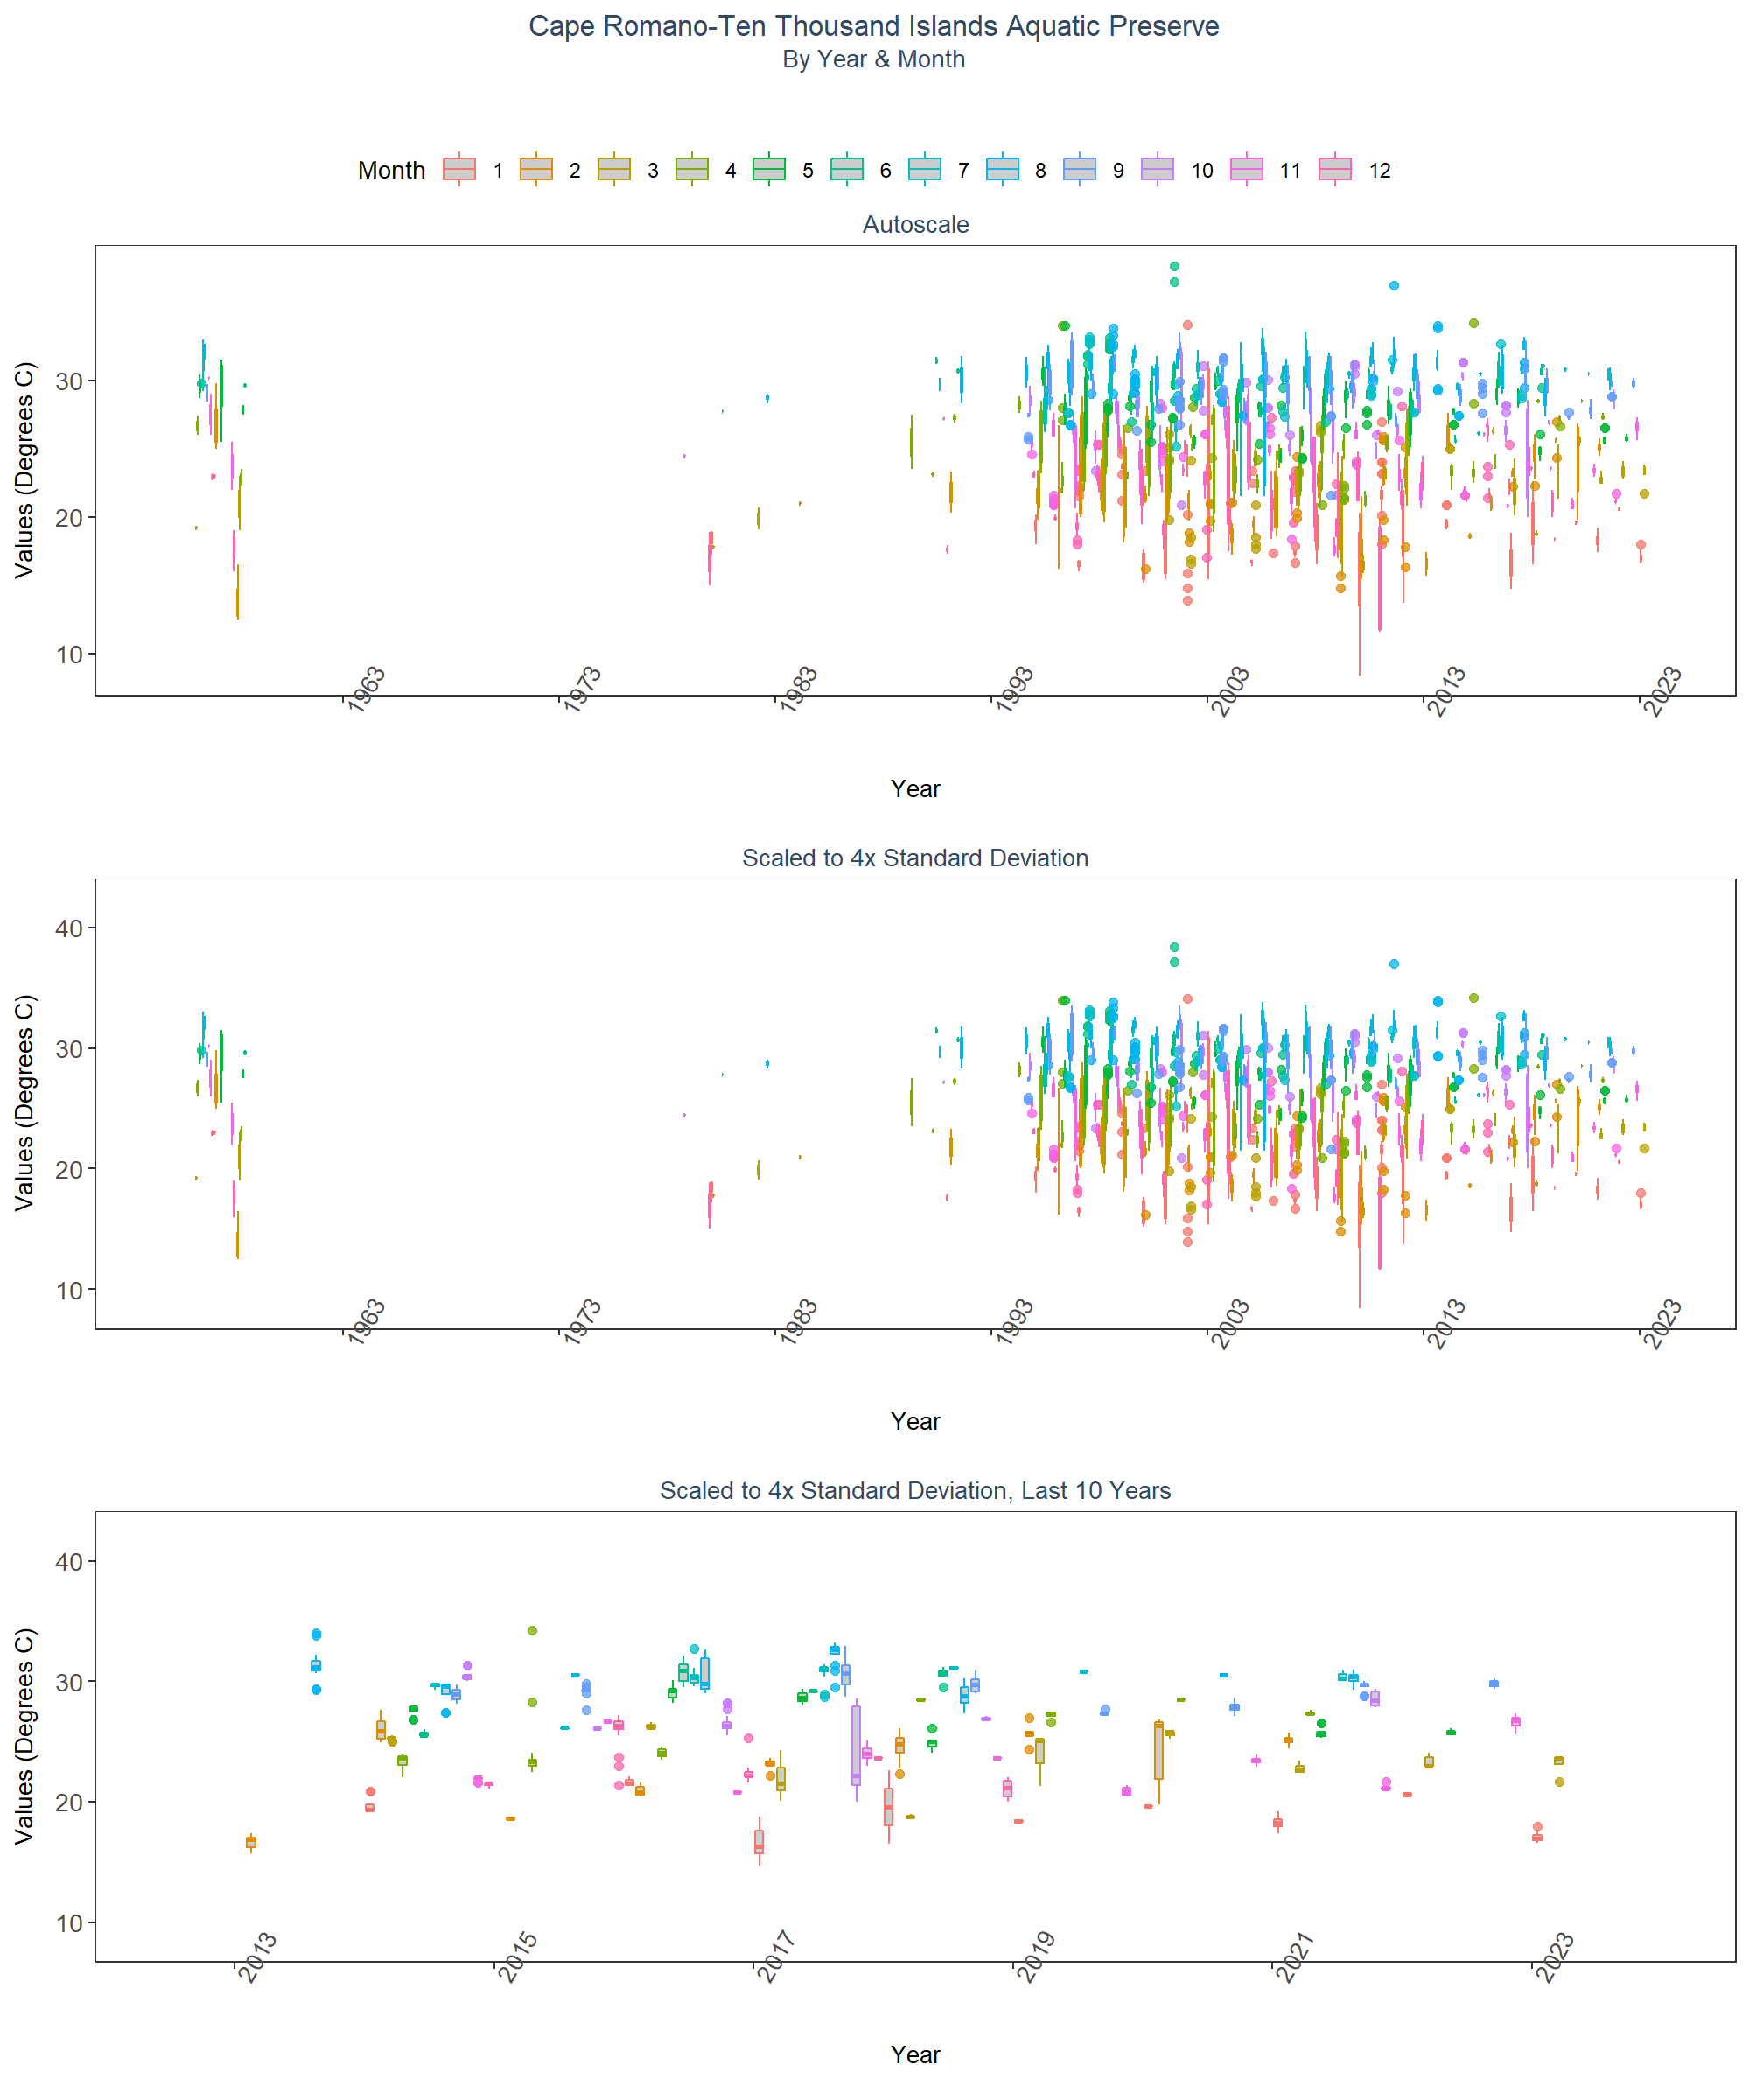 Cape Romano-Ten Thousand Islands Aquatic Preserve
By Year & Month
Month 1 2 3 4 5 6 7 8 9 10 11 12
Autoscale
Values (Degrees C)
30
20
10
1963 1973 1983 1993 2003 2013 2023
Year
Scaled to 4x Standard Deviation
Values (Degrees C)
40
30
20
10
1963 1973 1983 1993 2003 2013 2023
Year
Scaled to 4x Standard Deviation, Last 10 Years
Values (Degrees C)
40
30
20
10
2013 2015 2017 2019 2021 2023
Year